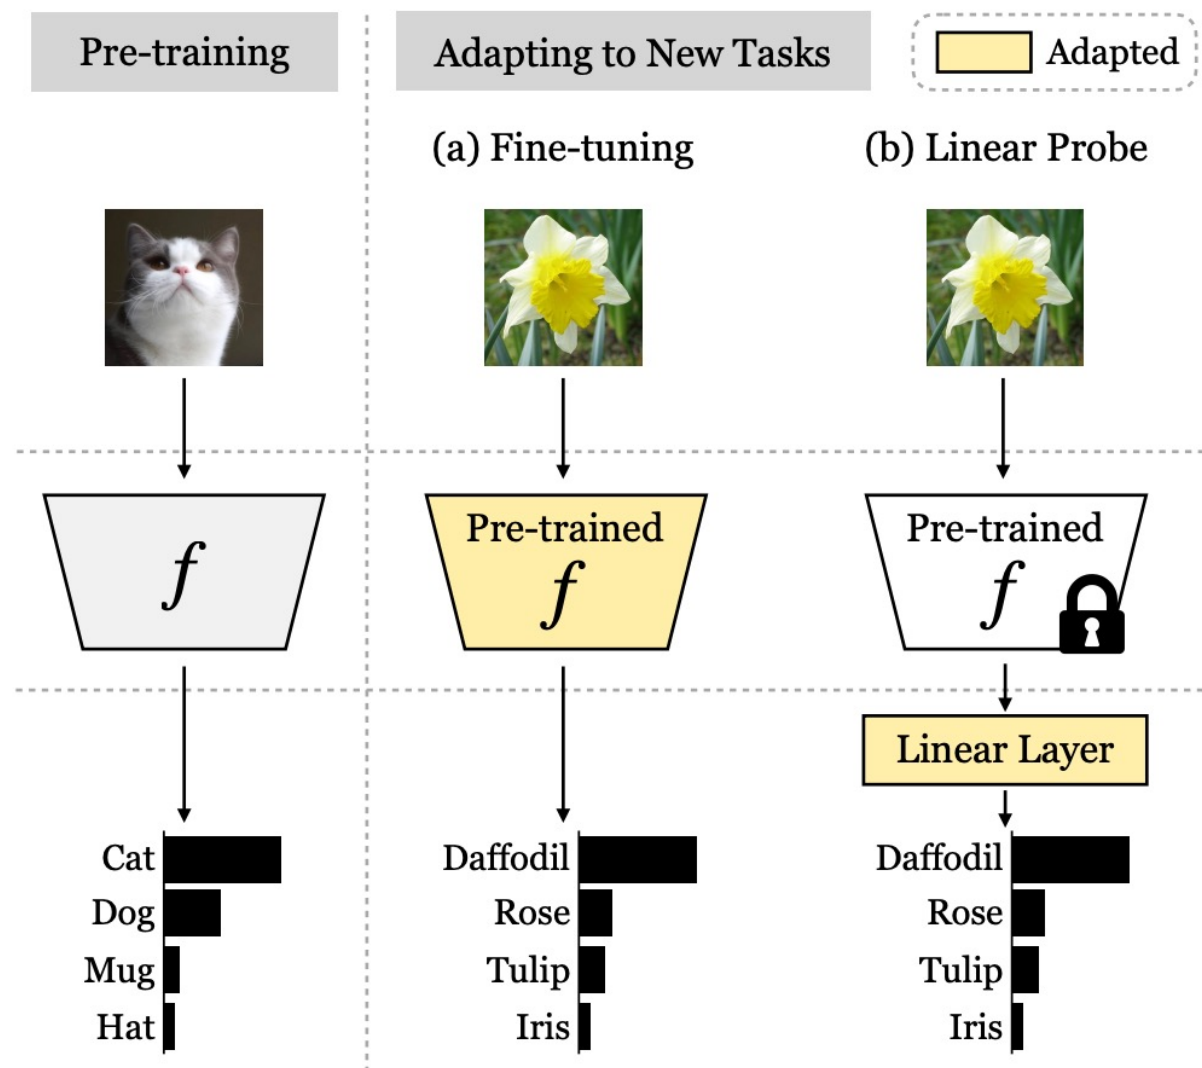 Pre-training
Adapting to New Tasks
Adapted
(a) Fine-tuning
(b) Linear Probe
f
Pre-trained
f
Pre-trained
f
Linear Layer
Cat
Dog
Mug
Hat
Daffodil
Rose
Tulip
Iris
Daffodil
Rose
Tulip
Iris